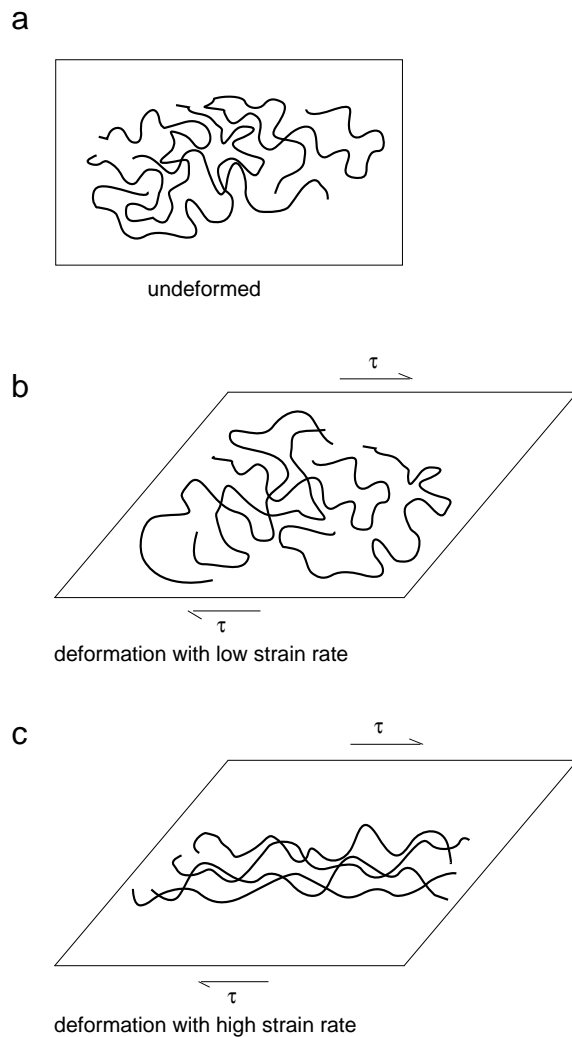 a
undeformed
b
τ
τ
deformation with low strain rate
c
τ
τ
deformation with high strain rate